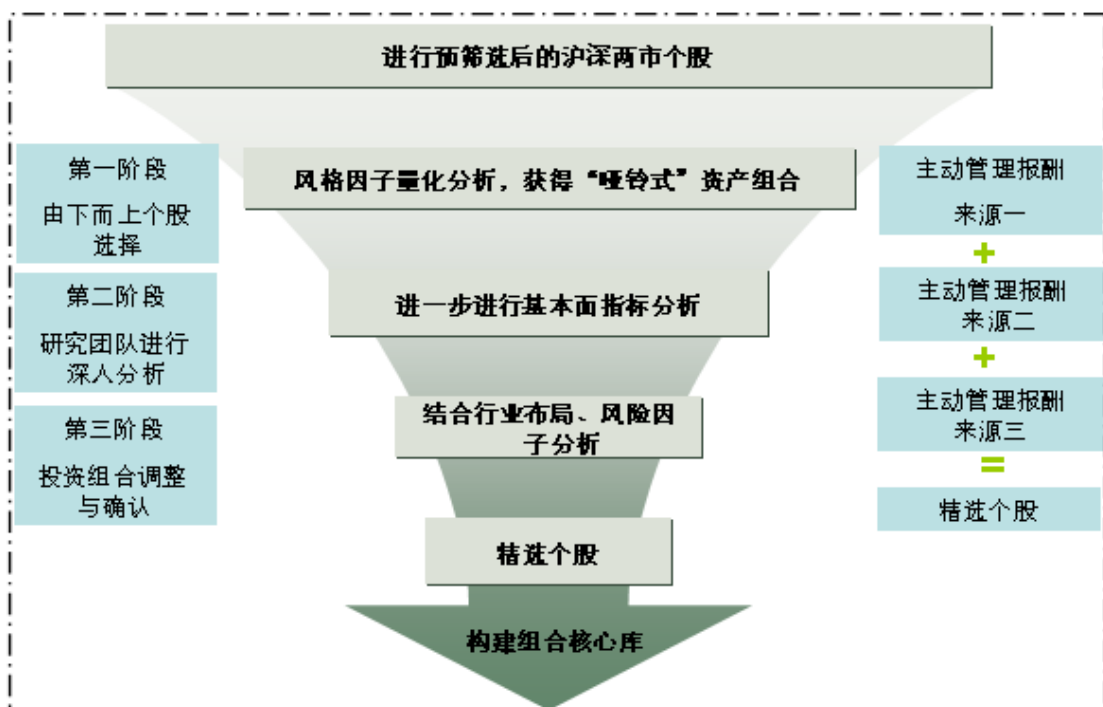 进行预筛选后的沪深两市个股
第一阶段
由下而上个股
选择
风格因子量化分析，获得“哑铃式”资产组合
主动管理报酬
来源一
+
第二阶段
研究团队进行
深人分析
进一步进行基本面指标分析
主动管理报酬
来源二
+
第三阶段
投资组合调整
与确认
结合行业布局、风险因
子分析
主动管理报酬
来源三
=
精选个股
精选个股
构建组合核心库